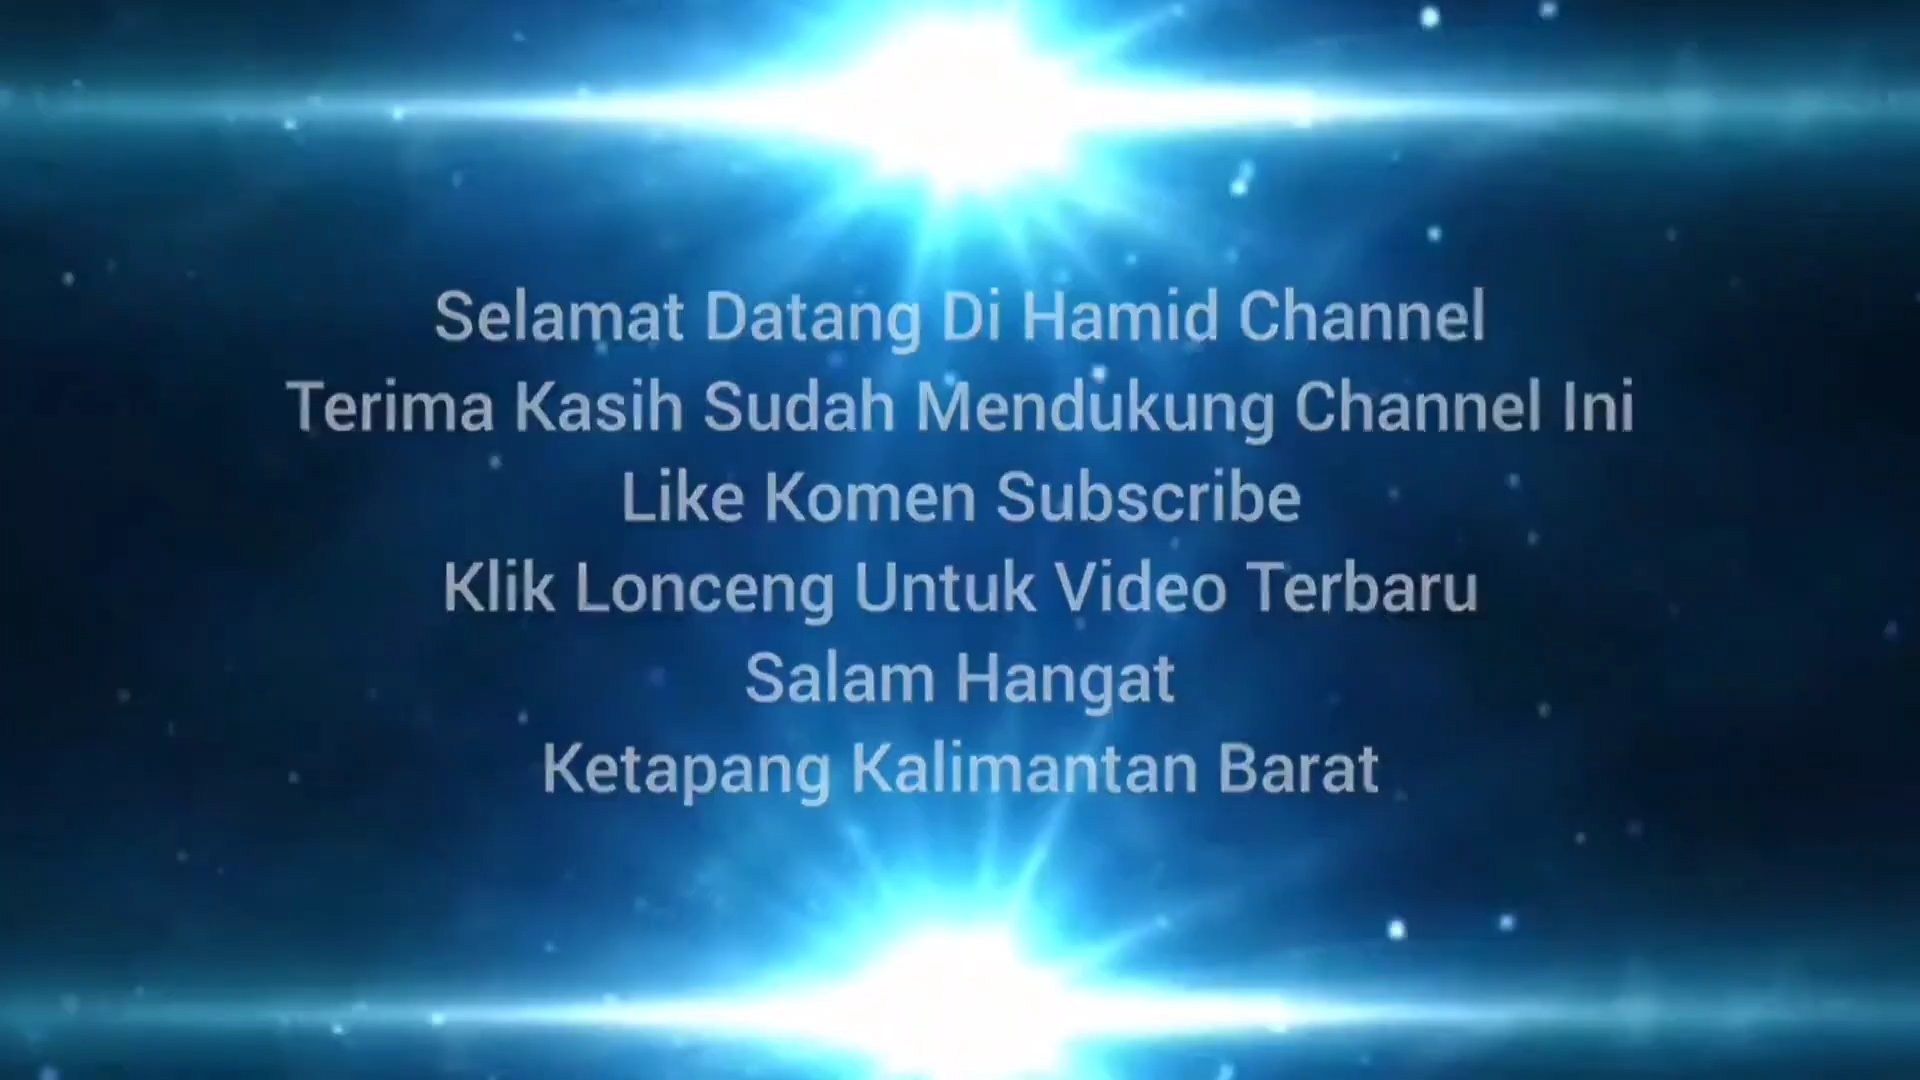 Selamat Datang Di Hamid Channel
Terima Kasih Sudah Mendukung Channel Ini
Like Komen Subscribe
Klik Lonceng Untuk Video Terbaru
Salam Hangat
Ketapang Kalimantan Barat